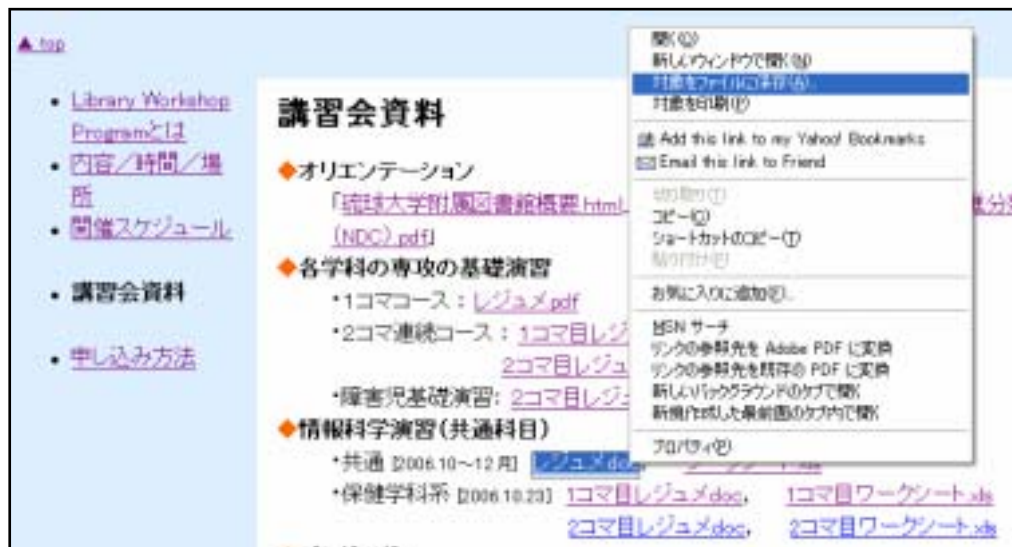 ▲ top
• Library Workshop
Programとは
• 内容／時間／場
所
• 開催スケジュール
• 講習会資料
• 申し込み方法
講習会資料
◆オリエンテーション
「琉球大学附属図書館概要.html
(NDC).pdf」
◆各学科の専攻の基礎演習
・1コマコース：レジュメpdf
・2コマ連続コース：1コマ目レジ
2コマ目レジュ
・障害児基礎演習: 2コマ目レジ
◆情報科学演習(共通科目)
・共通 [2006.10～12月] レジュメdoc,
・保健学科系 [2006.10.23] 1コマ目レジュメdoc, 1コマ目ワークシート.xls
2コマ目レジュメdoc, 2コマ目ワークシート.xls
開く(O)
新しいウィンドウで開く(N)
対象をファイルに保存(A)...
対象を印刷(P)
Add this link to my Yahoo! Bookmarks
Email this link to Friend
切り取り(T)
コピー(C)
ショートカットのコピー(T)
貼り付け(P)
お気に入りに追加(F)...
MSN サーチ
リンクの参照先を Adobe PDF に変換
リンクの参照先を既存の PDF に変換
新しいバックグラウンドのタブで開く
新規作成した最前面のタブ内で開く
プロパティ(R)